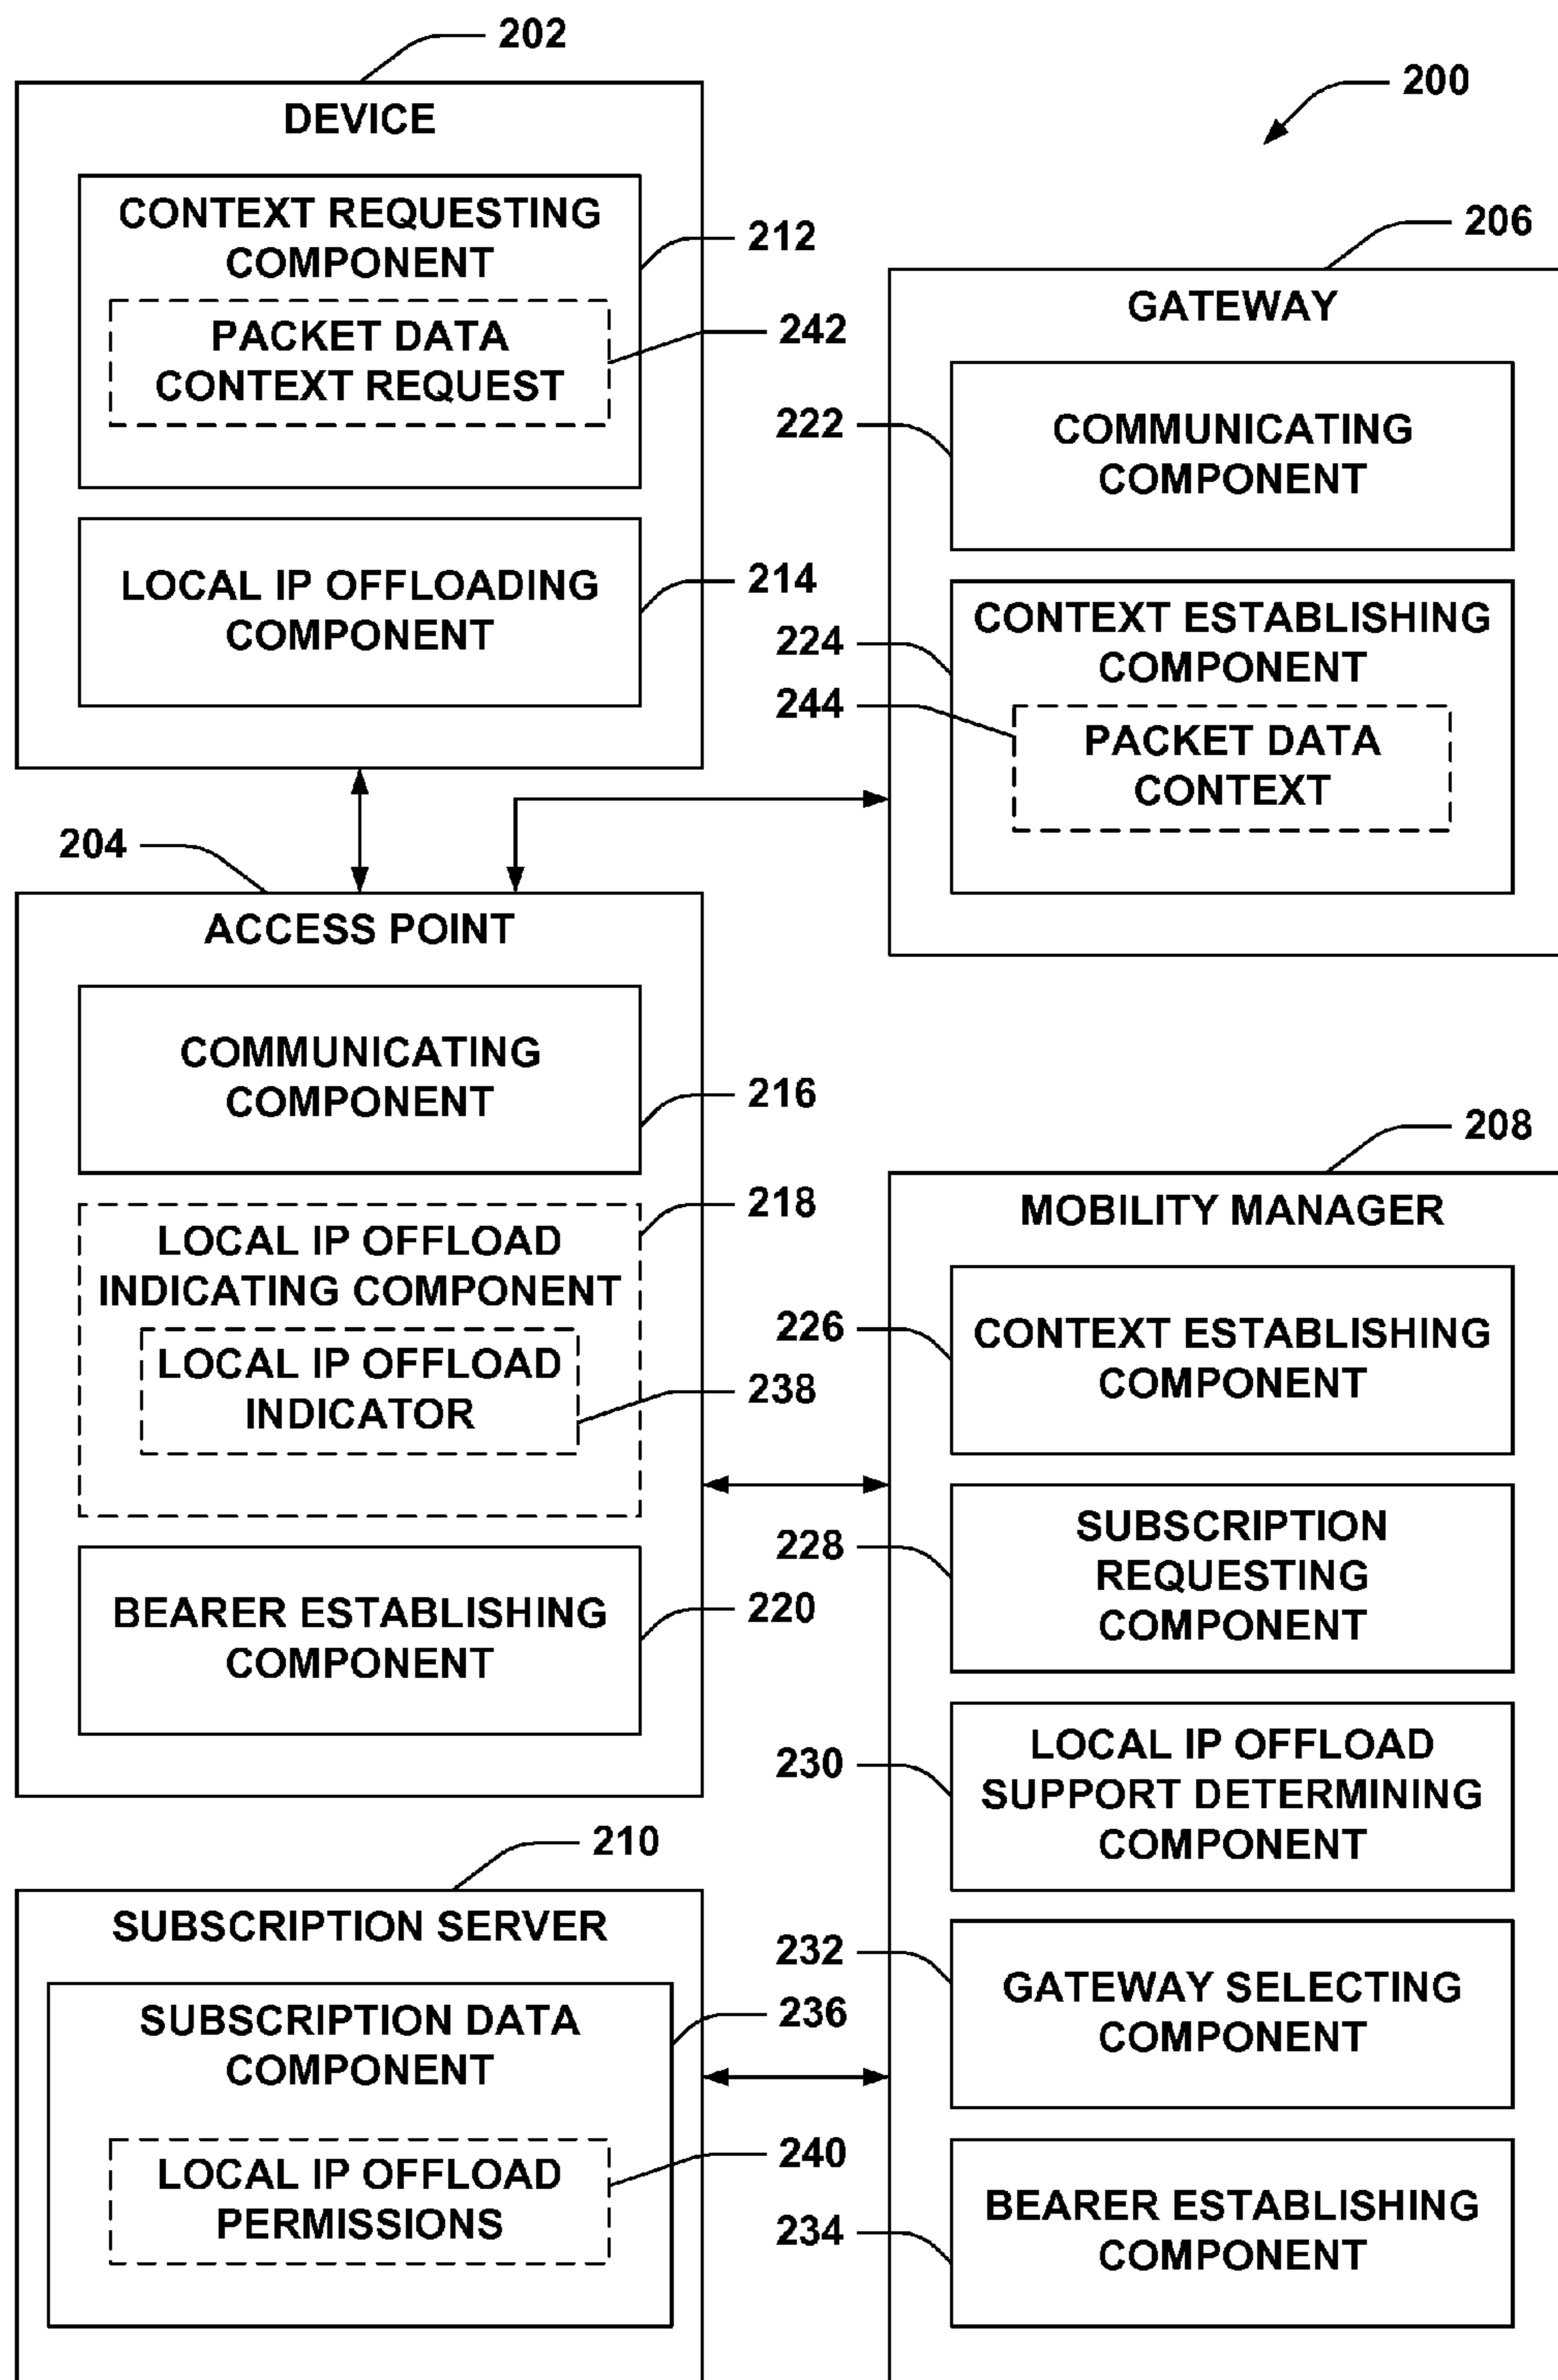 202
200
DEVICE
CONTEXT REQUESTING
COMPONENT
212
PACKET DATA
CONTEXT REQUEST
242
LOCAL IP OFFLOADING
COMPONENT
214
206
GATEWAY
222
COMMUNICATING
COMPONENT
224
CONTEXT ESTABLISHING
COMPONENT
244
PACKET DATA
CONTEXT
204
ACCESS POINT
COMMUNICATING
COMPONENT
216
218
LOCAL IP OFFLOAD
INDICATING COMPONENT
LOCAL IP OFFLOAD
INDICATOR
238
BEARER ESTABLISHING
COMPONENT
220
208
MOBILITY MANAGER
226
CONTEXT ESTABLISHING
COMPONENT
228
SUBSCRIPTION
REQUESTING
COMPONENT
230
LOCAL IP OFFLOAD
SUPPORT DETERMINING
COMPONENT
232
GATEWAY SELECTING
COMPONENT
234
BEARER ESTABLISHING
COMPONENT
210
SUBSCRIPTION SERVER
SUBSCRIPTION DATA
COMPONENT
236
LOCAL IP OFFLOAD
PERMISSIONS
240